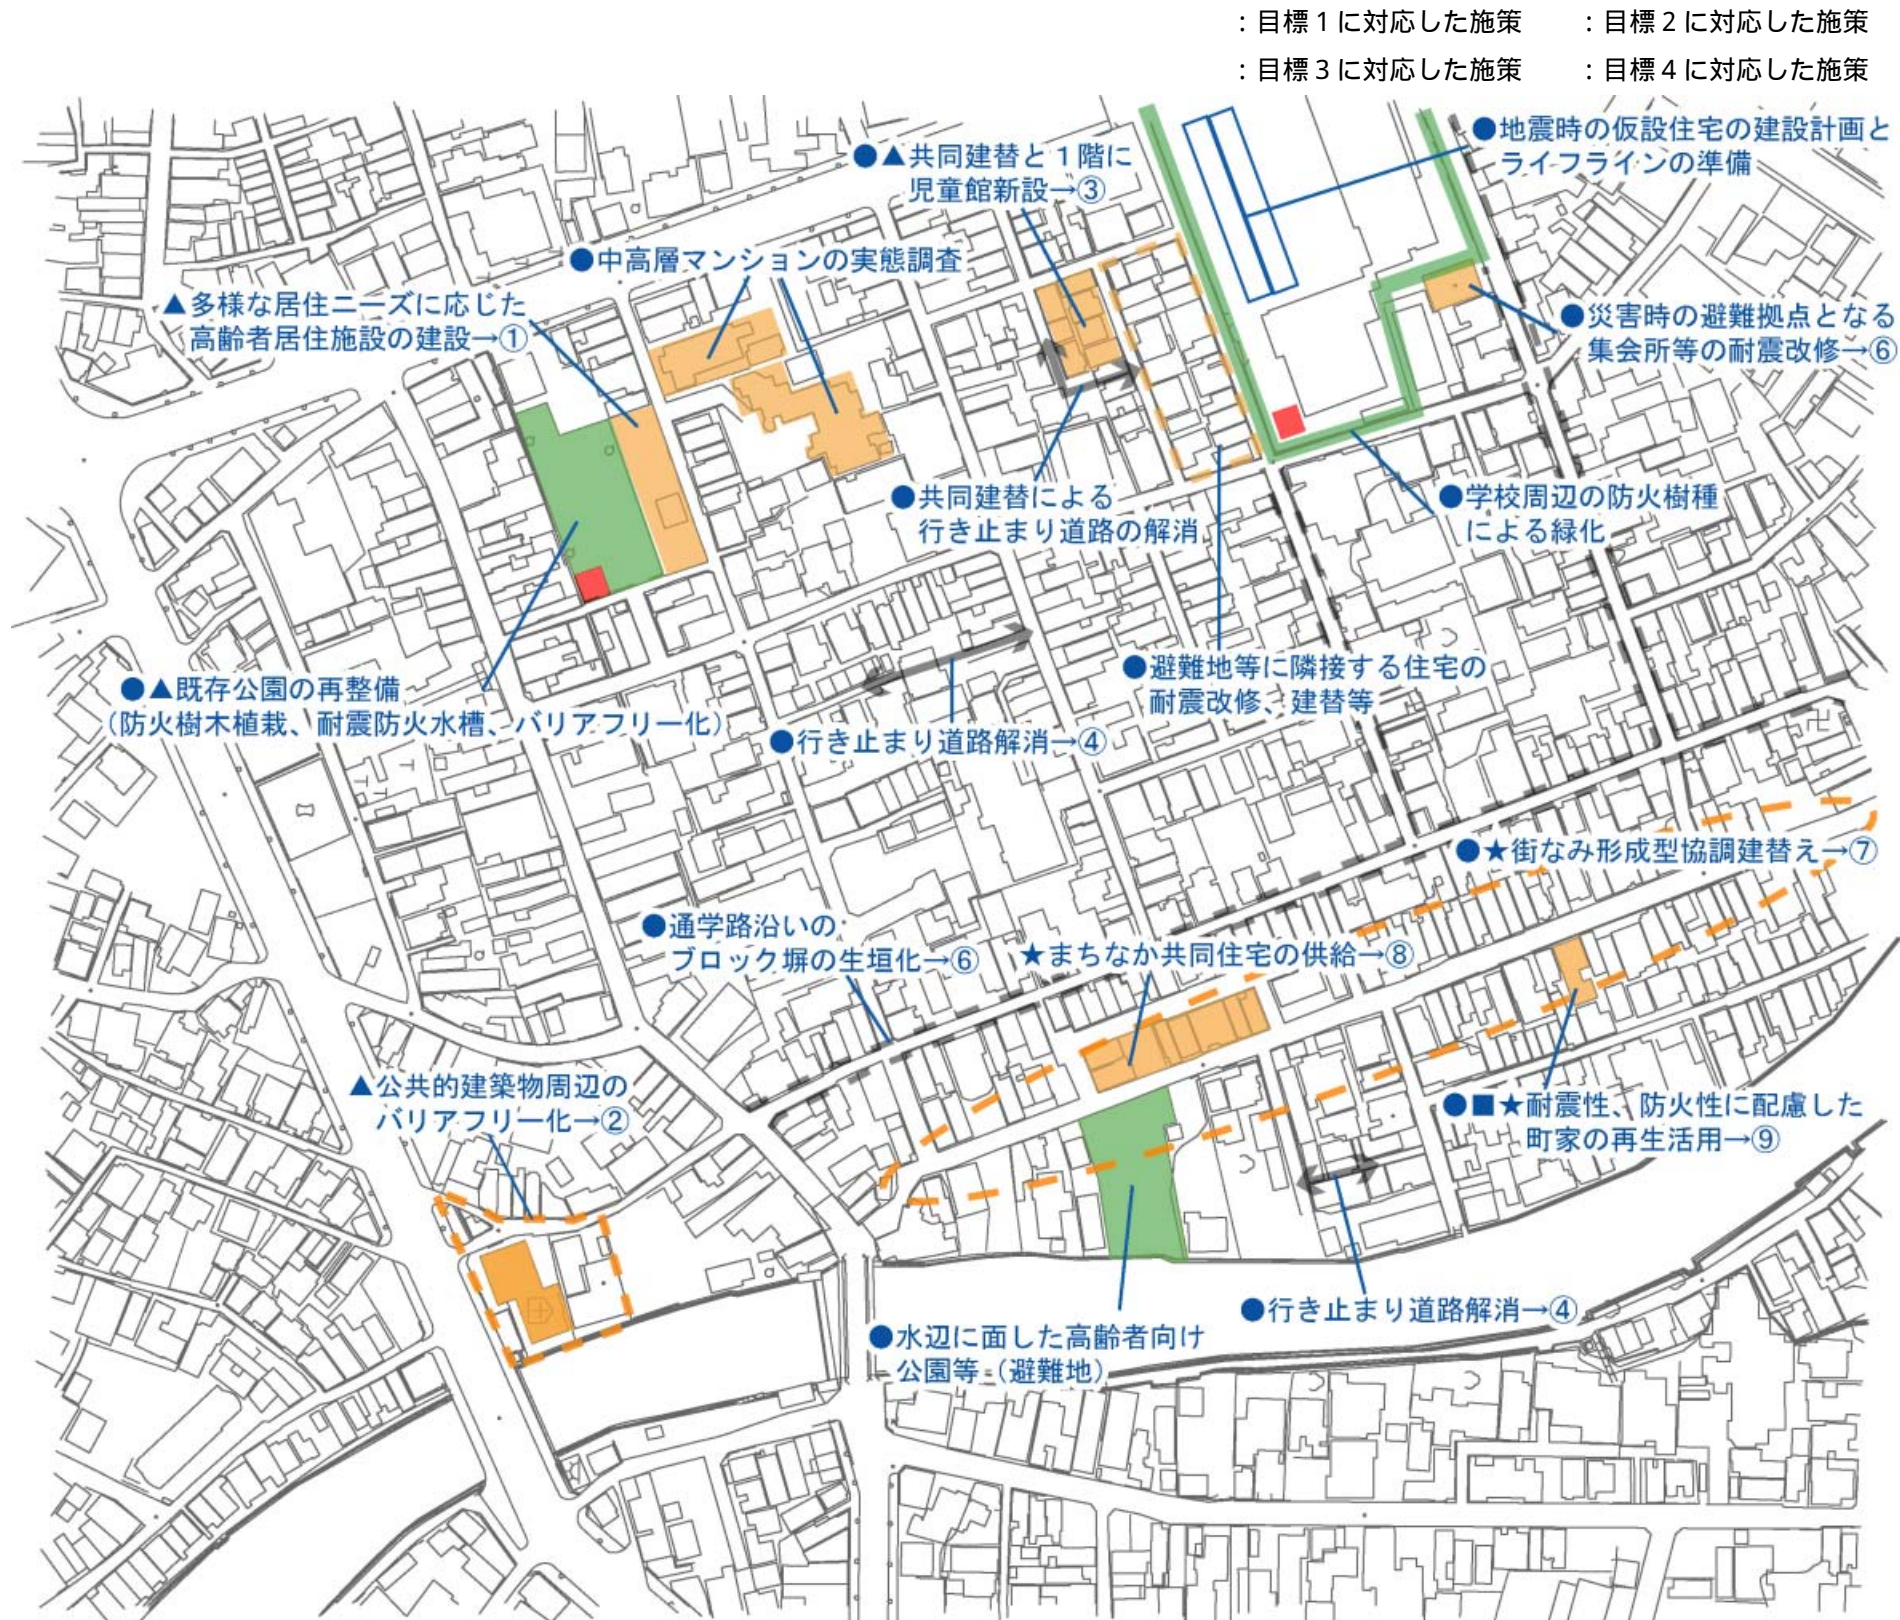 ：目標１に対応した施策　　：目標２に対応した施策
：目標３に対応した施策　　：目標４に対応した施策
●地震時の仮設住宅の建設計画と
ライフラインの準備
●▲共同建替と１階に
児童館新設→③
●中高層マンションの実態調査
▲多様な居住ニーズに応じた
高齢者居住施設の建設→①
●災害時の避難拠点となる
集会所等の耐震改修→⑥
●共同建替による
行き止まり道路の解消
●学校周辺の防火樹種
による緑化
●▲既存公園の再整備
（防火樹木植栽、耐震防火水槽、バリアフリー化）
●避難地等に隣接する住宅の
耐震改修、建替等
●行き止まり道路解消→④
●★街なみ形成型協調建替え→⑦
●通学路沿いの
ブロック塀の生垣化→⑥
★まちなか共同住宅の供給→⑧
▲公共的建築物周辺の
バリアフリー化→②
●■★耐震性、防火性に配慮した
町家の再生活用→⑨
●行き止まり道路解消→④
●水辺に面した高齢者向け
公園等（避難地）